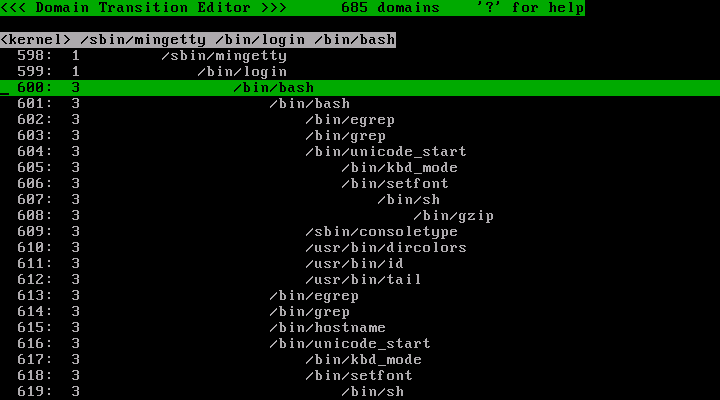 <<< Domain Transition Editor >>>      685 domains    '?' for help
<kernel> /sbin/mingetty /bin/login /bin/bash
598:  1         /sbin/mingetty
599:  1             /bin/login
600:  3                 /bin/bash
601:  3                     /bin/bash
602:  3                         /bin/egrep
603:  3                         /bin/grep
604:  3                         /bin/unicode_start
605:  3                             /bin/kbd_mode
606:  3                             /bin/setfont
607:  3                                 /bin/sh
608:  3                                     /bin/gzip
609:  3                         /sbin/consoletype
610:  3                         /usr/bin/dircolors
611:  3                         /usr/bin/id
612:  3                         /usr/bin/tail
613:  3                     /bin/egrep
614:  3                     /bin/grep
615:  3                     /bin/hostname
616:  3                     /bin/unicode_start
617:  3                         /bin/kbd_mode
618:  3                         /bin/setfont
619:  3                             /bin/sh